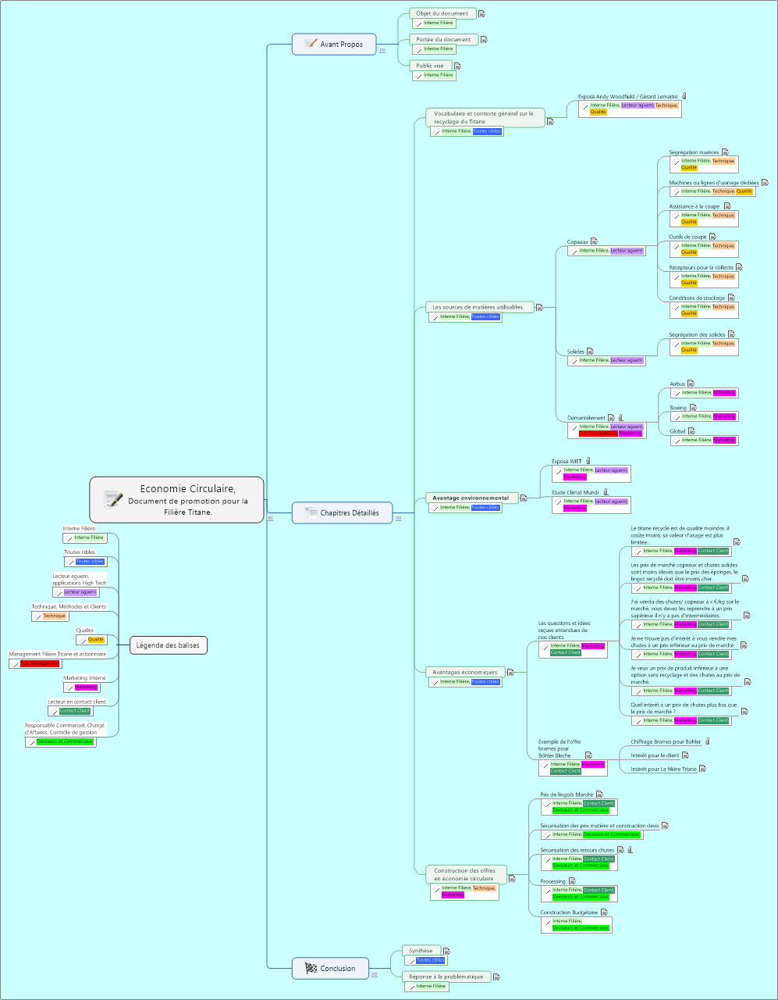 Objet du document
Interne Filière
Portée du document
Interne Filière
Public visé
Interne Filière
Avant Propos
Exposé Andy Woodfield / Gérard Lemaitre
Interne Filière, Lecteur aguerri, Technique,
Qualité
Vocabulaire et contexte général sur le
recyclage du Titane
Interne Filière, Toutes cibles
Ségrégation nuances
Interne Filière, Technique,
Qualité
Machines ou lignes d'usinage dédiées
Interne Filière, Technique, Qualité
Assistance à la coupe
Interne Filière, Technique,
Qualité
Outils de coupe
Interne Filière, Technique,
Qualité
Récepteurs pour la collecte
Interne Filière, Technique,
Qualité
Conditions de stockage
Interne Filière, Technique,
Qualité
Copeaux
Interne Filière, Lecteur aguerri
Les sources de matières utilisables.
Interne Filière, Toutes cibles
Ségrégation des solides
Interne Filière, Technique,
Qualité
Solides
Interne Filière, Lecteur aguerri
Airbus
Interne Filière, Marketing
Boeing
Interne Filière, Marketing
Global
Interne Filière, Marketing
Démantèlement
Interne Filière, Lecteur aguerri,
Top Management, Marketing
Exposé IMET
Interne Filière, Lecteur aguerri,
Marketing
Etude Climat Mundi
Interne Filière, Lecteur aguerri,
Marketing
Avantage environnemental
Interne Filière, Toutes cibles
Economie Circulaire,
Document de promotion pour la
Filière Titane.
Chapitres Détaillés
Interne Filière
Interne Filière
Toutes cibles
Toutes cibles
Lecteur aguerri,
applications High Tech
Lecteur aguerri
Technique, Méthodes et Clients
Technique
Qualité
Qualité
Management Filière Titane et actionnaire
Top Management
Marketing Interne
Marketing
Lecteur en contact client
Contact Client
Responsable Commercial, Chargé
d'Affaires, Contrôle de gestion
Deviseurs et Commerciaux
Légende des balises
Le titane recyclé est de qualité moindre, il
coûte moins, sa valeur d'usage est plus
limitée...
Interne Filière, Marketing, Contact Client
Les prix de marché copeaux et chutes solides
sont moins élevés que le prix des éponges, le
lingot recyclé doit être moins cher.
Interne Filière, Marketing, Contact Client
J'ai vendu des chutes/ copeaux à x €/kg sur le
marché, vous devez les reprendre à un prix
supérieur il n'y a pas d'intermédiaires.
Interne Filière, Marketing, Contact Client
Je ne trouve pas d'intérêt à vous vendre mes
chutes à un prix inférieur au prix de marché
Interne Filière, Marketing, Contact Client
Je veux un prix de produit inférieur à une
option sans recyclage et des chutes au prix de
marché.
Interne Filière, Marketing, Contact Client
Quel intérêt à un prix de chutes plus bas que
le prix de marché ?
Interne Filière, Marketing, Contact Client
Les questions et idées
reçues entendues de
nos clients.
Interne Filière, Marketing,
Contact Client
Avantages économiques
Interne Filière, Toutes cibles
Exemple de l'offre
brames pour
Böhler Bleche
Interne Filière, Marketing,
Contact Client
Chiffrage Brames pour Bohler
Intérêt pour le client
Intérêt pour La filière Titane
Prix de lingots Marché
Interne Filière, Contact Client,
Deviseurs et Commerciaux
Sécurisation des prix matière et construction devis
Interne Filière, Deviseurs et Commerciaux
Sécurisation des retours chutes
Interne Filière, Contact Client,
Deviseurs et Commerciaux
Processing
Interne Filière, Contact Client,
Deviseurs et Commerciaux
Construction Budgétaire
Interne Filière,
Deviseurs et Commerciaux
Construction des offres
en économie circulaire
Interne Filière, Technique,
Marketing
Synthèse
Toutes cibles
Conclusion
Réponse à la problématique
Interne Filière